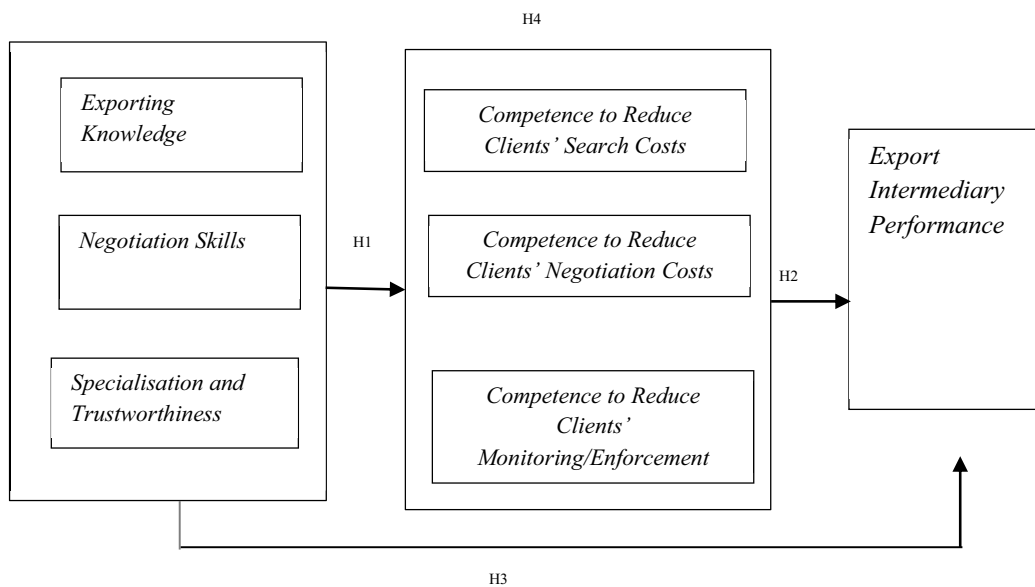 H4
Exporting
Knowledge
Negotiation Skills
Specialisation and
Trustworthiness
H1
Competence to Reduce
Clients’ Search Costs
Competence to Reduce
Clients’ Negotiation Costs
Competence to Reduce
Clients’
Monitoring/Enforcement
H2
Export
Intermediary
Performance
H3